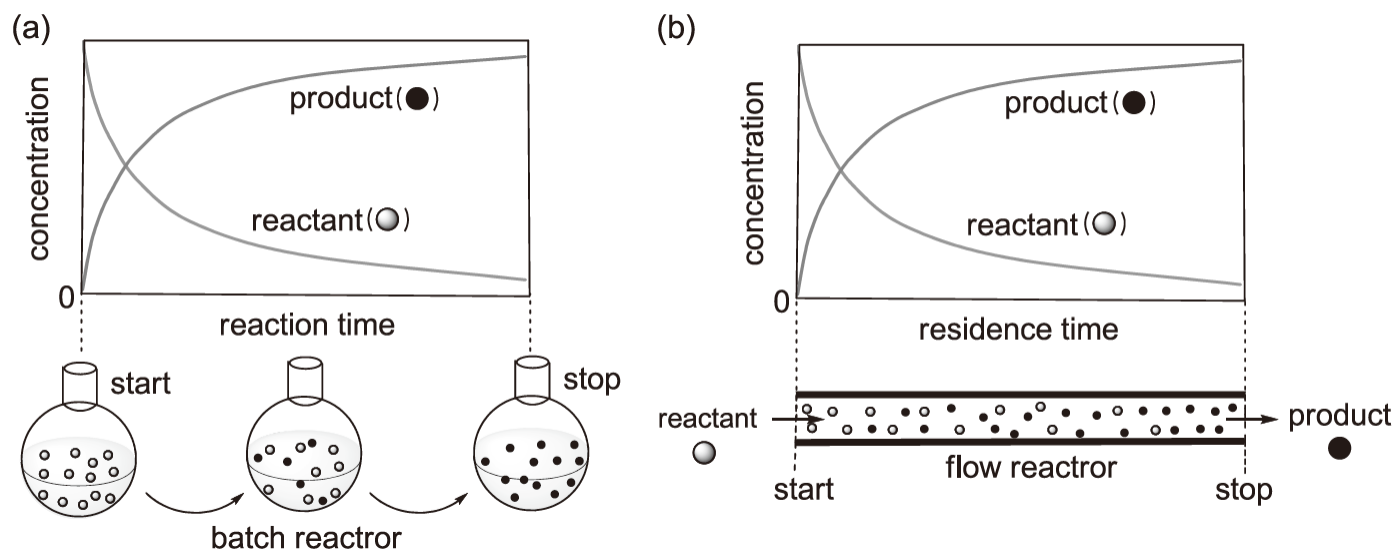 (a)
concentration
product(●)
reactant( )
0
reaction time
start
stop
batch reactror
(b)
concentration
product(●)
reactant( )
0
residence time
reactant
product
flow reactror
start
stop